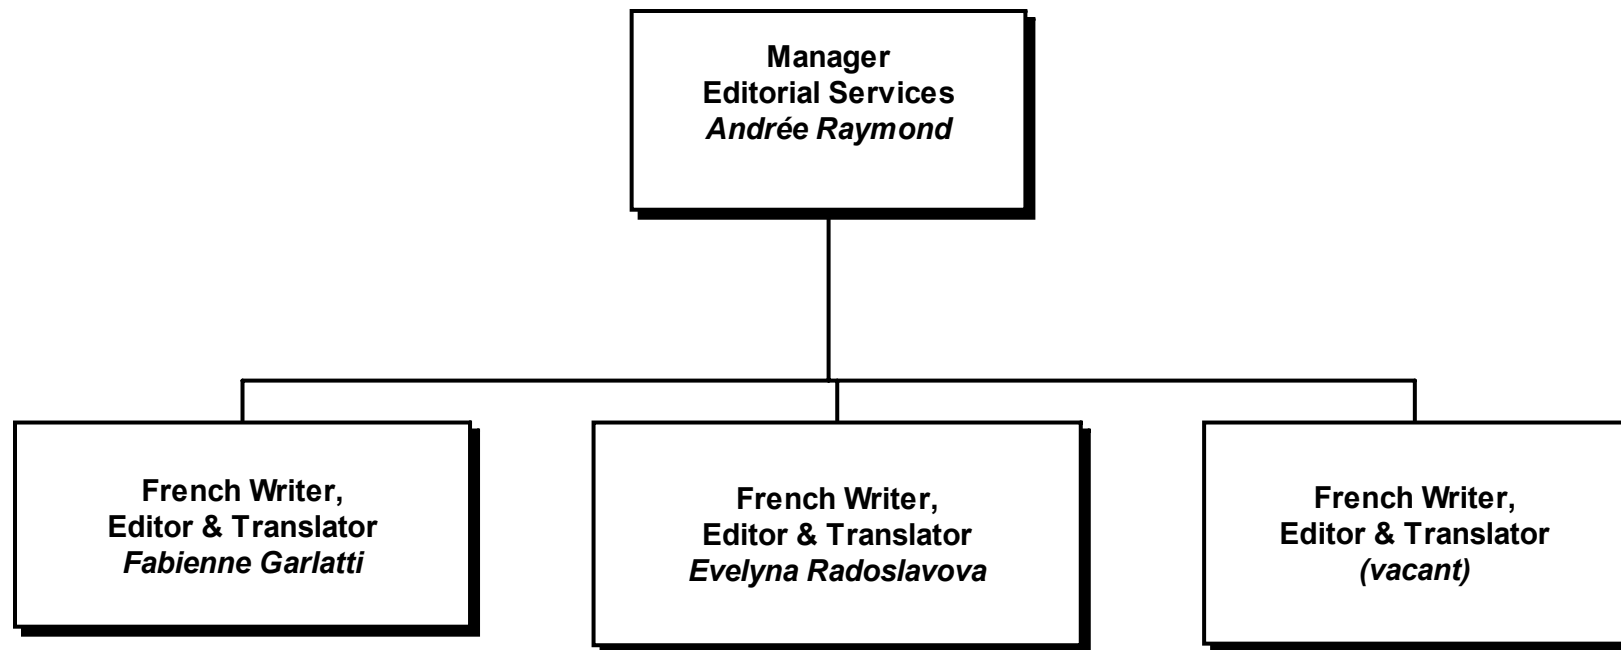 Manager
Editorial Services
Andrée Raymond
French Writer,
Editor & Translator
Fabienne Garlatti
French Writer,
Editor & Translator
Evelyna Radoslavova
French Writer,
Editor & Translator
(vacant)